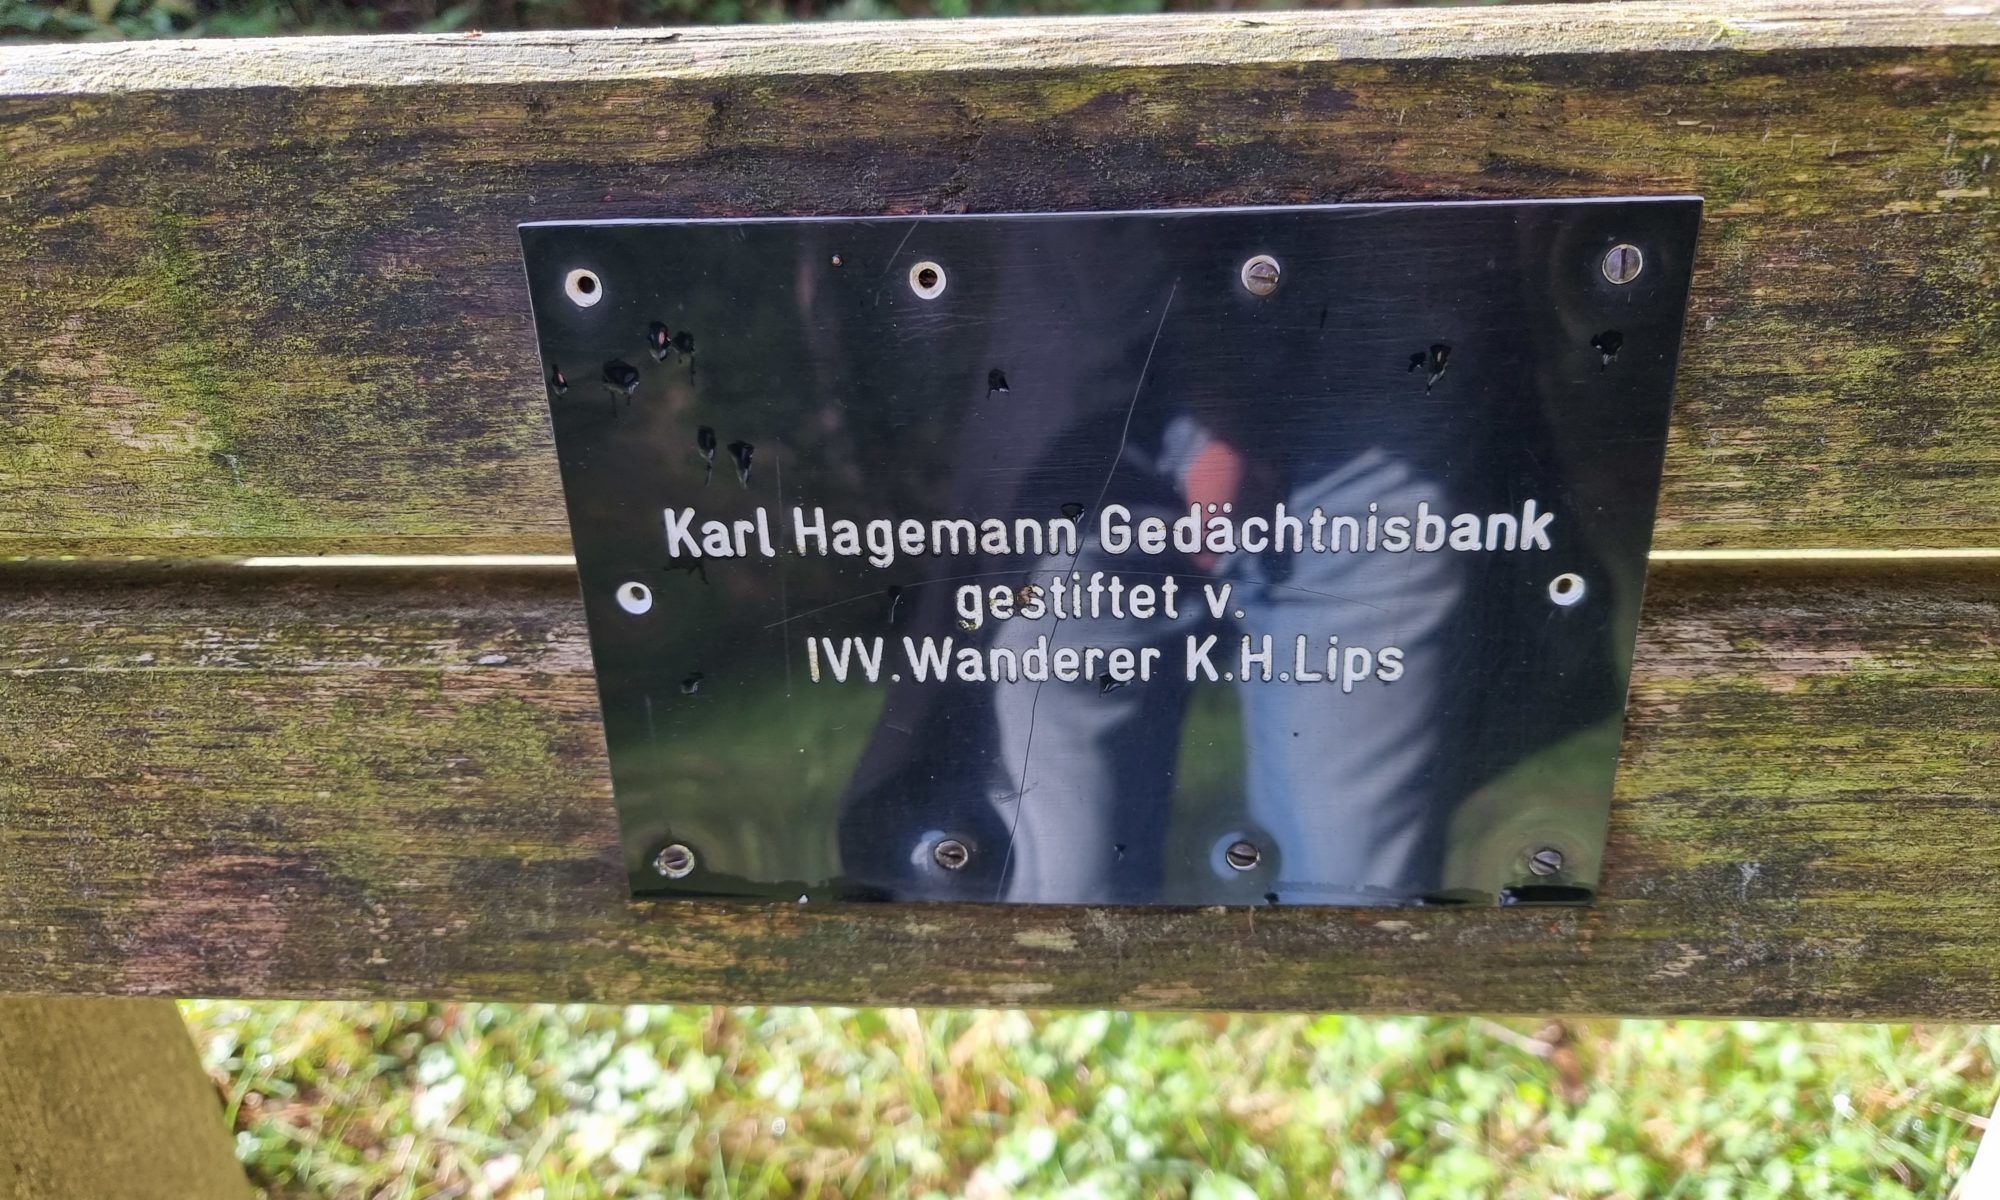 Karl Hagemann Gedächtnisbank
gestiftet v.
IVV.Wanderer K.H.Lips